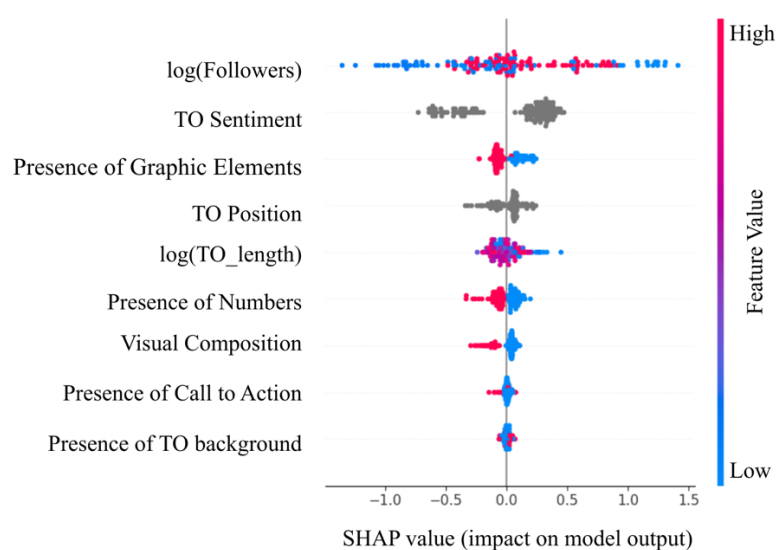 High
log(Followers)
TO Sentiment
Presence of Graphic Elements
TO Position
log(TO_length)
Presence of Numbers
Visual Composition
Presence of Call to Action
Presence of TO background
Feature Value
Low
−1.0 −0.5 0.0 0.5 1.0 1.5
SHAP value (impact on model output)